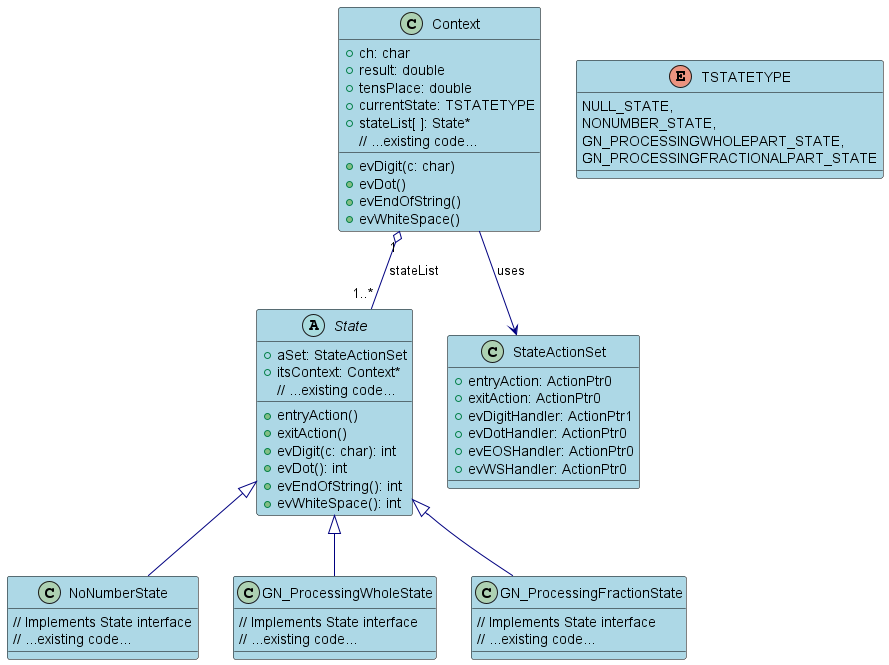 C Context
+ ch: char
result: double
tensPlace: double
currentState: TSTATETYPE
stateList[ ]: State*
// ...existing code...
evDigit(c: char)
evDot()
evEndOfString()
evWhiteSpace()
E TSTATETYPE
NULL_STATE,
NONUMBER_STATE,
GN_PROCESSINGWHOLEPART_STATE,
GN_PROCESSINGFRACTIONALPART_STATE
1
stateList
uses
1..*
A State
aSet: StateActionSet
itsContext: Context*
// ...existing code...
entryAction()
exitAction()
evDigit(c: char): int
evDot(): int
evEndOfString(): int
evWhiteSpace(): int
C StateActionSet
entryAction: ActionPtr0
exitAction: ActionPtr0
evDigitHandler: ActionPtr1
evDotHandler: ActionPtr0
evEOSHandler: ActionPtr0
evWSHandler: ActionPtr0
C NoNumberState
// Implements State interface
// ...existing code...
C GN_ProcessingWholeState
// Implements State interface
// ...existing code...
C GN_ProcessingFractionState
// Implements State interface
// ...existing code...